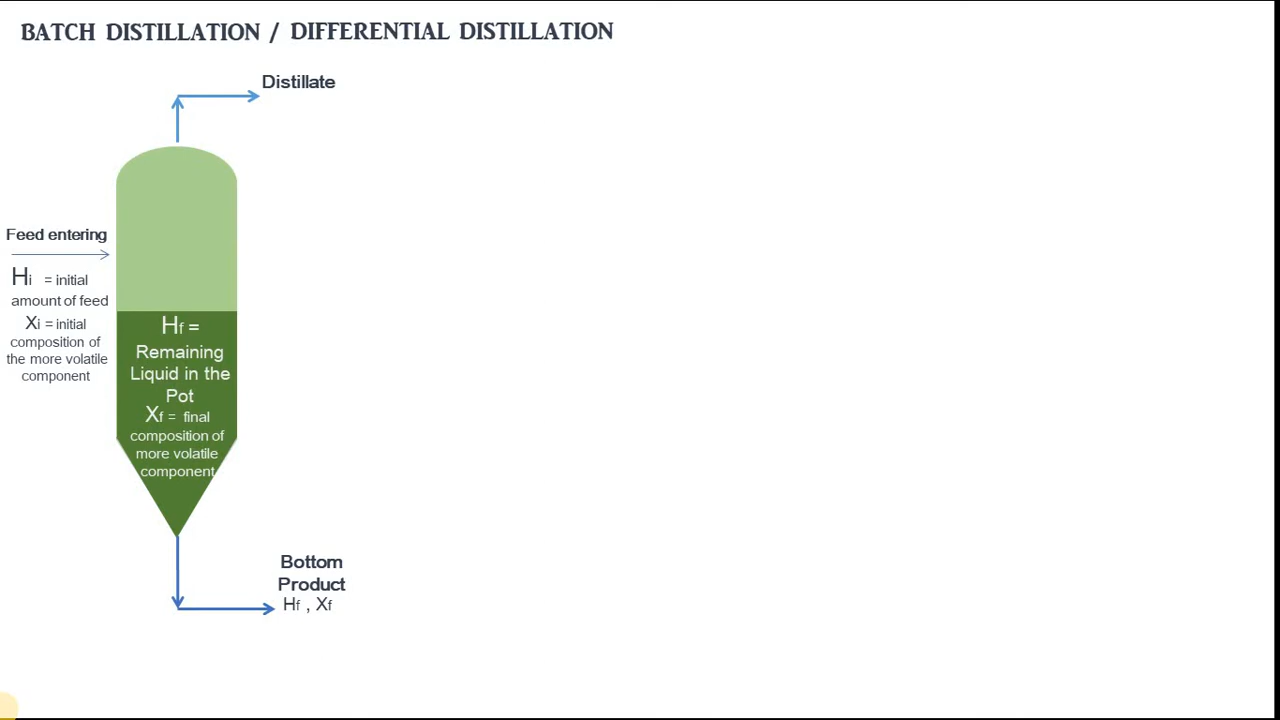 BATCH DISTILLATION / DIFFERENTIAL DISTILLATION
Distillate
Feed entering
Hi = initial
amount of feed
Xi = initial
composition of
the more volatile
component
Hf =
Remaining
Liquid in the
Pot
Xf = final
composition of
more volatile
component
Bottom
Product
Hf , Xf